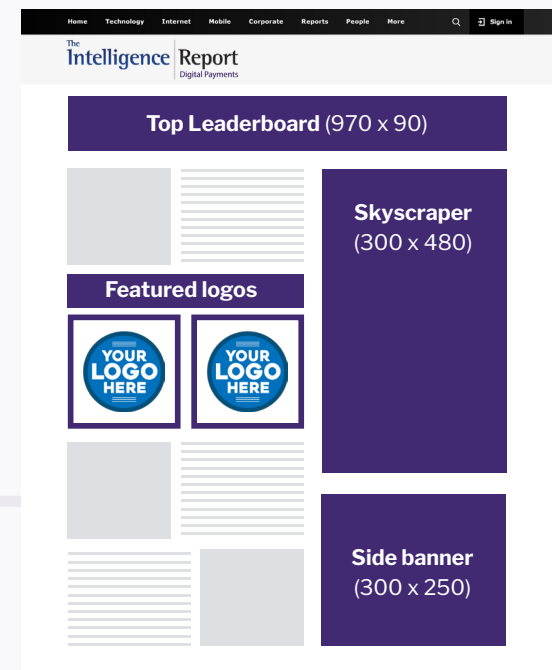 Home Technology Internet Mobile Corporate Reports People More Sign in
The
Intelligence Report
Digital Payments
Top Leaderboard (970 x 90)
Skyscraper
(300 x 480)
Featured logos
YOUR
LOGO
HERE
YOUR
LOGO
HERE
Side banner
(300 x 250)